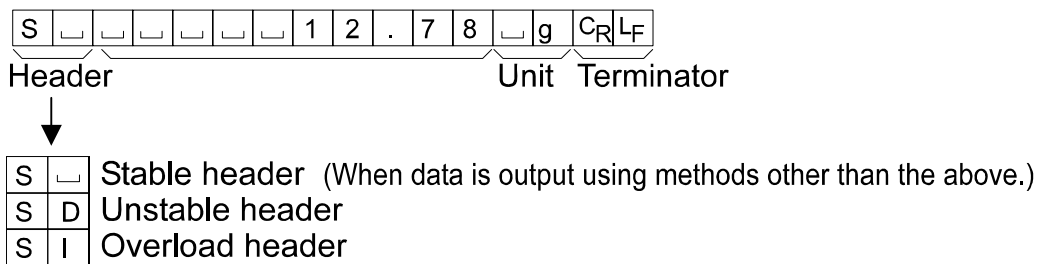 S ␣ ␣ ␣ ␣ ␣ ␣ 1 2 . 7 8 ␣ g CR LF
Header Unit Terminator
S ␣ Stable header (When data is output using methods other than the above.)
S D Unstable header
S I Overload header